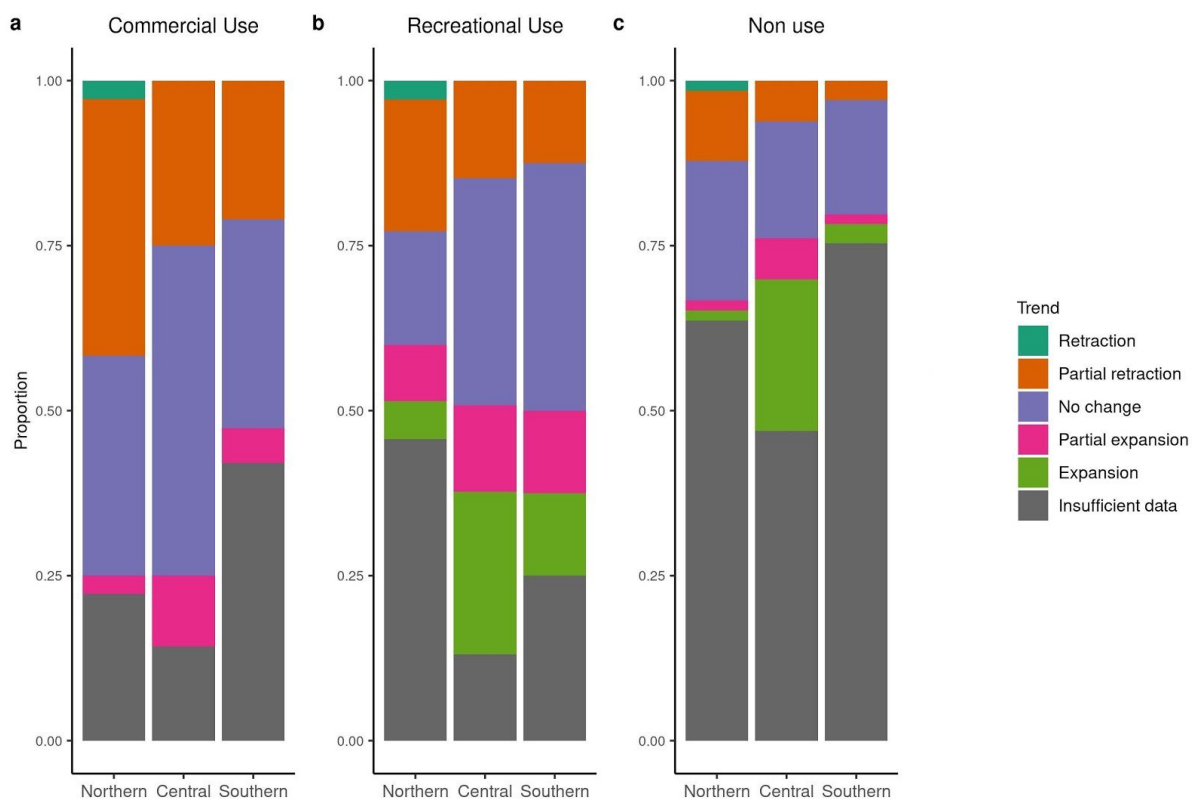 a Commercial Use
b Recreational Use
c Non use
Proportion
1.00
0.75
0.50
0.25
0.00
Northern Central Southern
1.00
0.75
0.50
0.25
0.00
Northern Central Southern
1.00
0.75
0.50
0.25
0.00
Northern Central Southern
Trend
Retraction
Partial retraction
No change
Partial expansion
Expansion
Insufficient data